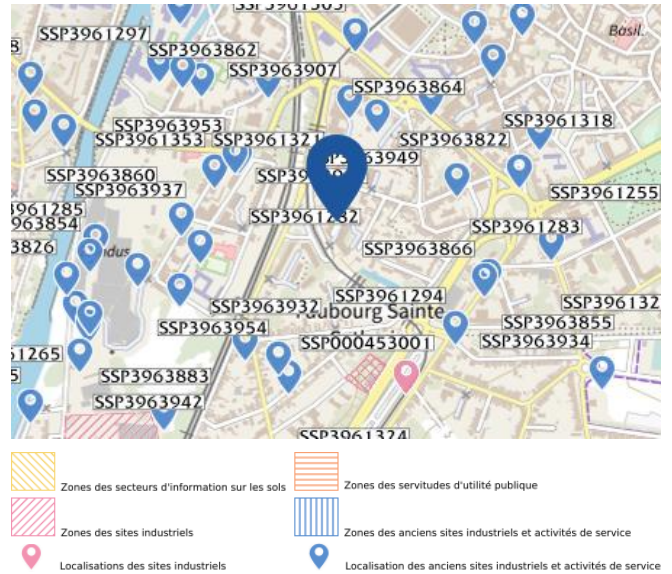 SSP3961297
SSP3963862
Basil.
SSP3963907
SSP3963864
SSP3963953
SSP3961318
SSP3961353
SSP3961321
SSP3963822
SSP3963860
SSP3963937
SSP3961255
SSP3961232
SSP3961283
SSP3963866
SSP3961294
SSP3963932
Sainte
SSP3963954
SSP3963855
SSP000453001
SSP3963934
SSP3963883
SSP3963942
SSP3961324
Zones des secteurs d'information sur les sols
Zones des servitudes d'utilité publique
Zones des sites industriels
Zones des anciens sites industriels et activités de service
Localisations des sites industriels
Localisation des anciens sites industriels et activités de service